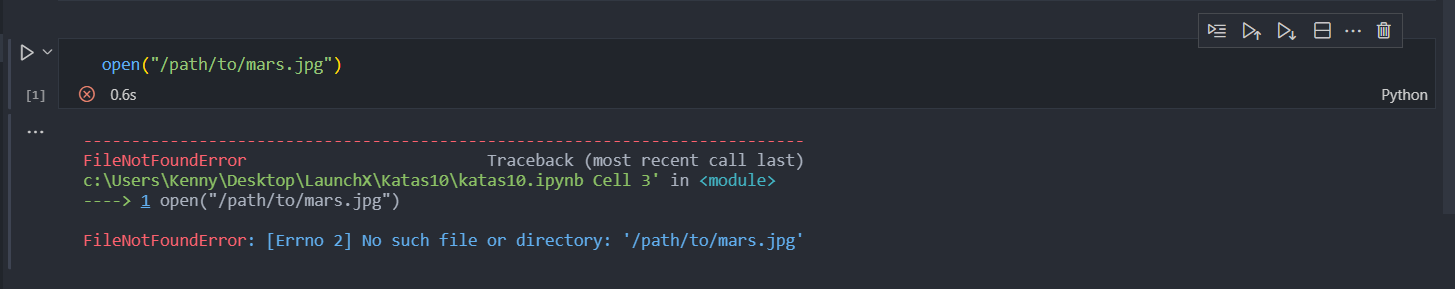 open("/path/to/mars.jpg")
[1]
0.6s
Python
...
---------------------------------------------------------------------------
FileNotFoundError                         Traceback (most recent call last)
c:\Users\Kenny\Desktop\LaunchX\Katas10\katas10.ipynb Cell 3' in <module>
----> 1 open("/path/to/mars.jpg")
FileNotFoundError: [Errno 2] No such file or directory: '/path/to/mars.jpg'